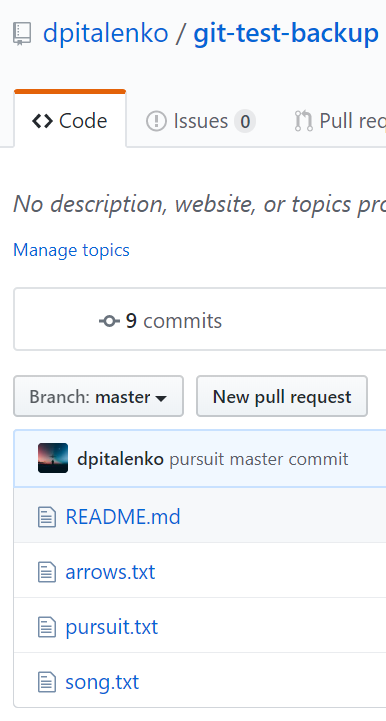 dpitalenko / git-test-backup
Code Issues 0 Pull req
No description, website, or topics pro
Manage topics
9 commits
Branch: master New pull request
dpitalenko pursuit master commit
README.md
arrows.txt
pursuit.txt
song.txt